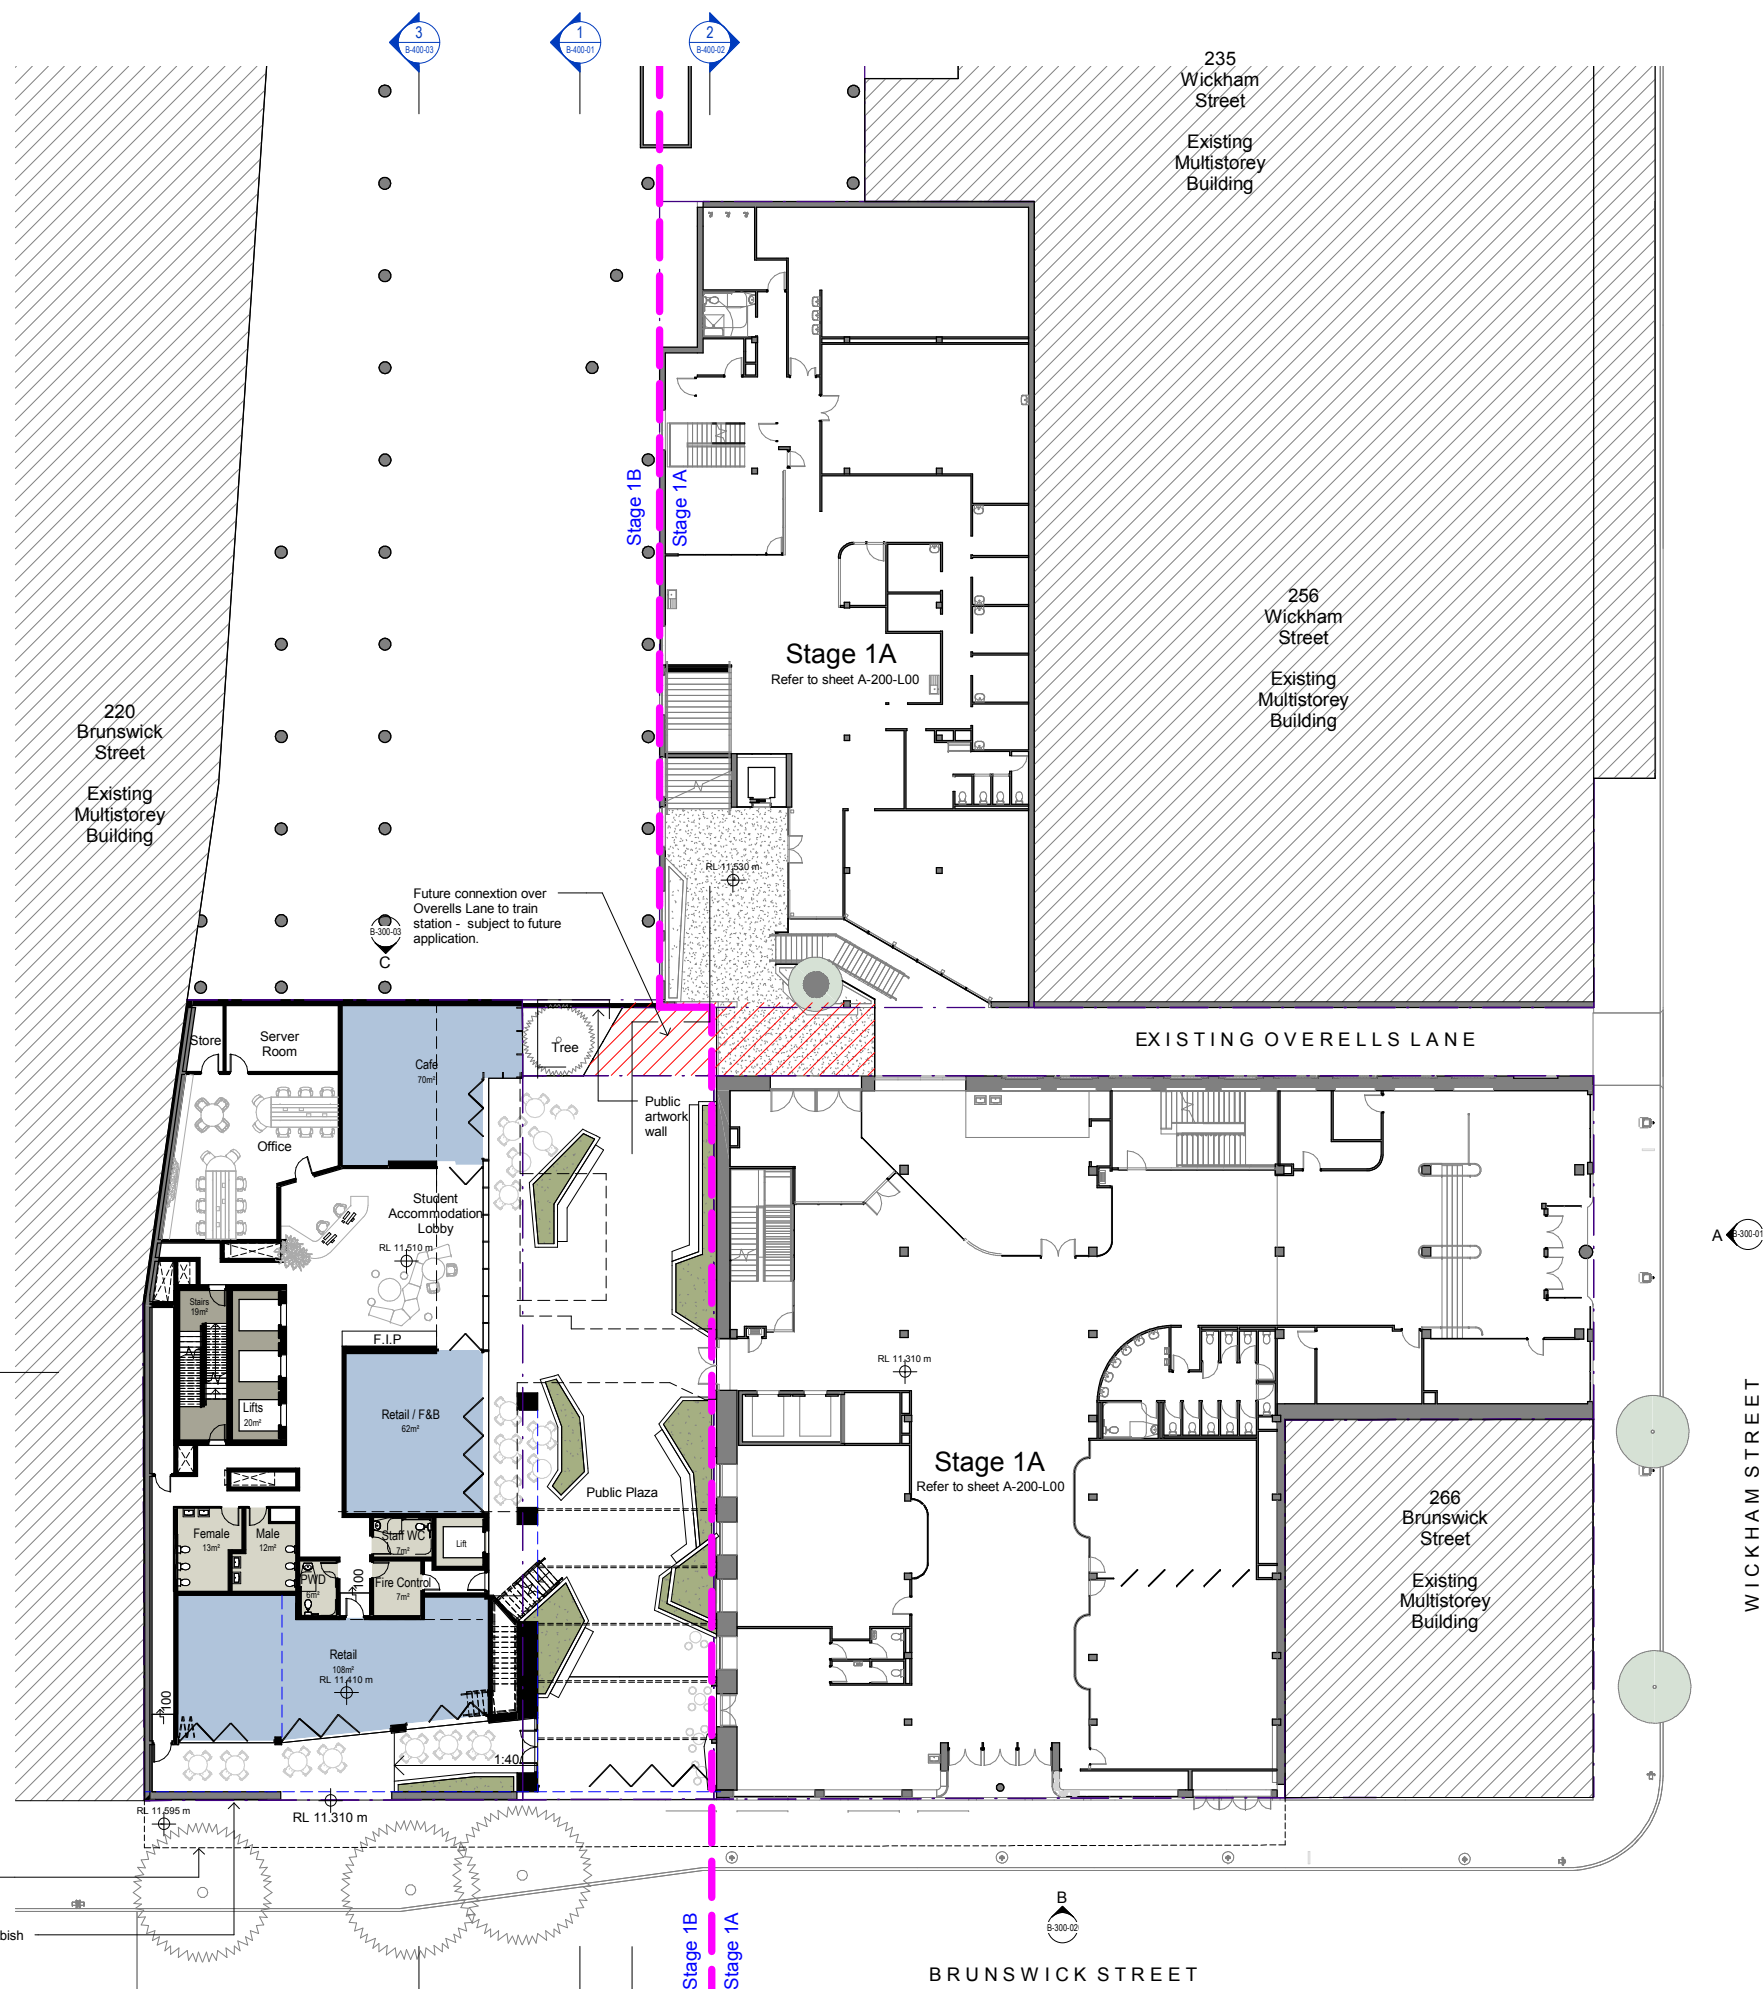 3
B-400-03
1
B-400-01
2
B-400-02
235
Wickham
Street
Existing
Multistorey
Building
Stage 1B
Stage 1A
256
Wickham
Street
Existing
Multistorey
Building
Stage 1A
Refer to sheet A-200-L00
220
Brunswick
Street
Existing
Multistorey
Building
RL 11.530 m
Future connextion over
Overells Lane to train
station - subject to future
application.
B-300-03
C
EXISTING OVERELLS LANE
Store
Server
Room
Cafe
70m²
Tree
Public
artwork
wall
Office
Student
Accommodation
Lobby
RL 11.510 m
A
B-300-01
Stairs
19m²
F.I.P
Lifts
20m²
Retail / F&B
62m²
RL 11.310 m
Public Plaza
Stage 1A
Refer to sheet A-200-L00
266
Brunswick
Street
Existing
Multistorey
Building
WICKHAM STREET
Female
13m²
Male
12m²
Staff WC
7m²
Lift
PWD
6m²
100
Fire Control
7m²
Retail
108m²
RL 11.410 m
100
1:40
RL 11.595 m
RL 11.310 m
bish
Stage 1B
Stage 1A
B
B-300-02
BRUNSWICK STREET